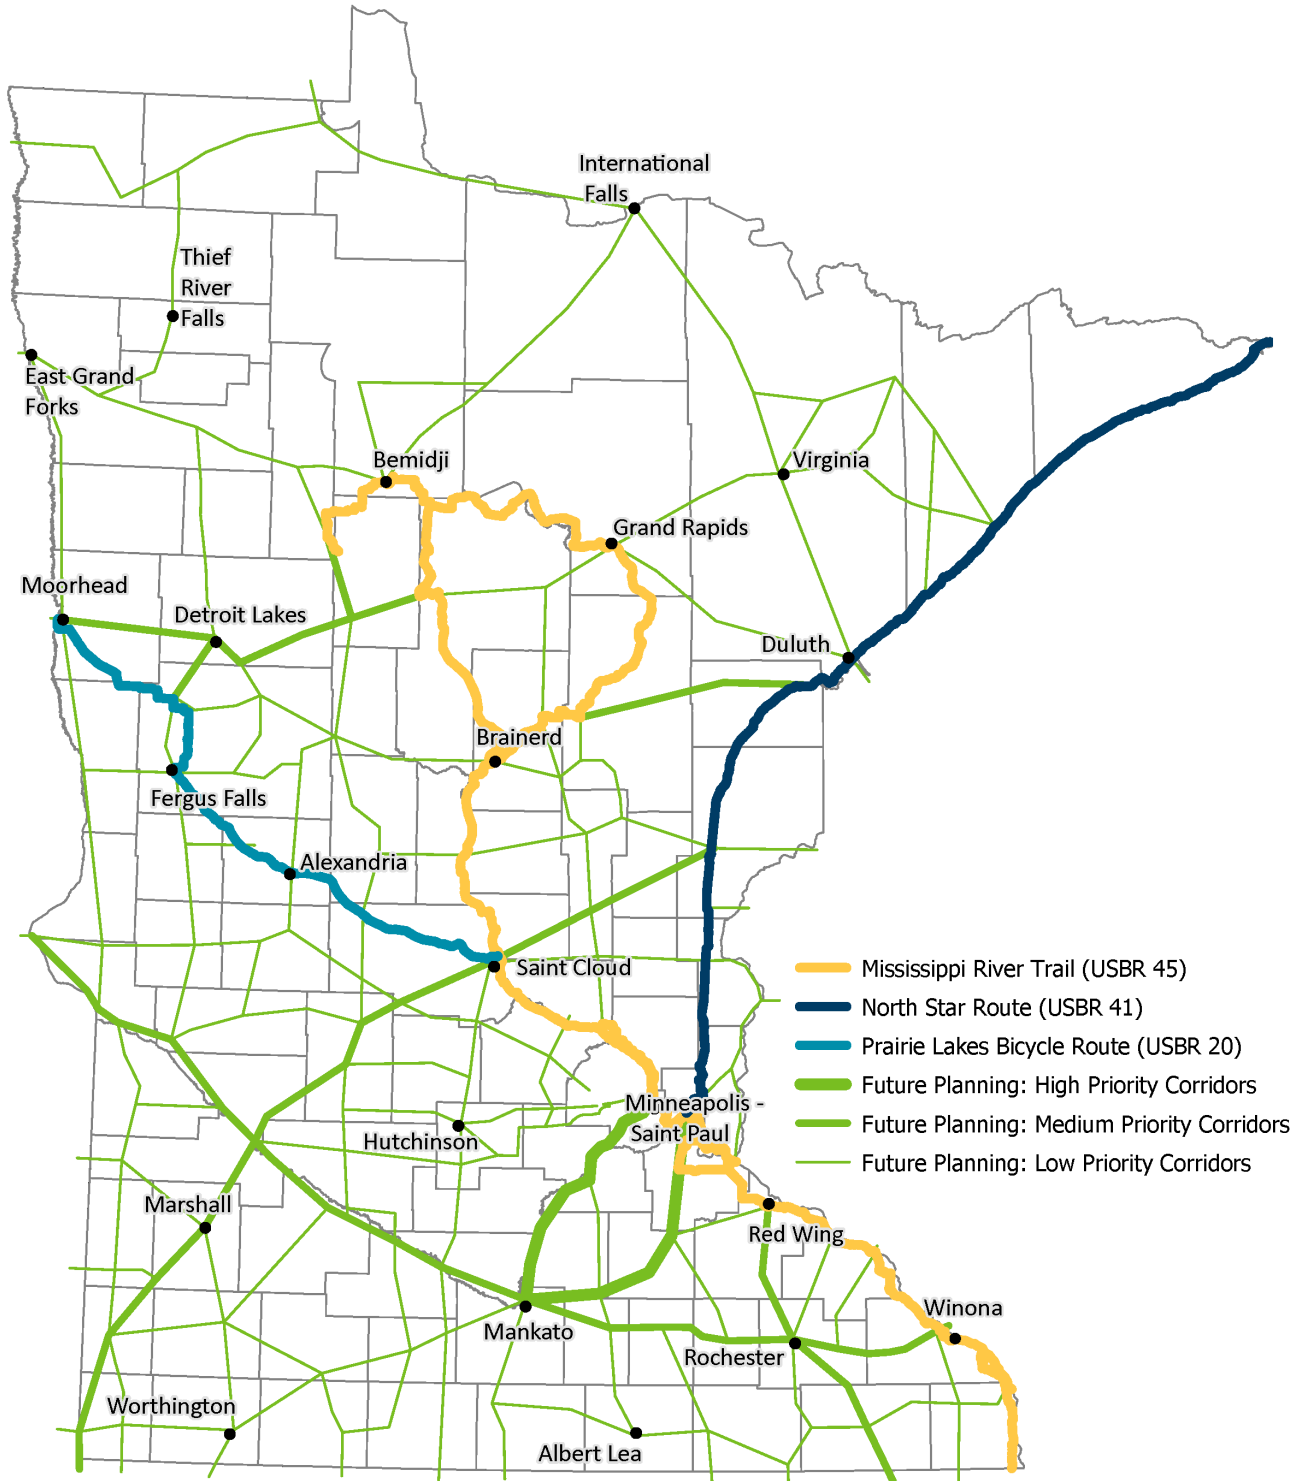 International
Falls
Thief
River
Falls
East Grand
Forks
Bemidji
Virginia
Grand Rapids
Moorhead
Detroit Lakes
Duluth
Brainerd
Fergus Falls
Alexandria
Saint Cloud
Mississippi River Trail (USBR 45)
North Star Route (USBR 41)
Prairie Lakes Bicycle Route (USBR 20)
Future Planning: High Priority Corridors
Future Planning: Medium Priority Corridors
Future Planning: Low Priority Corridors
Minneapolis -
Saint Paul
Hutchinson
Marshall
Red Wing
Winona
Mankato
Rochester
Worthington
Albert Lea